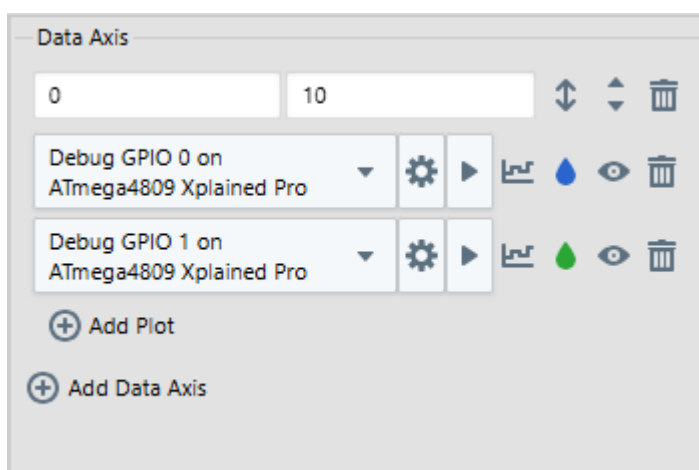 Data Axis
0
10
Debug GPIO 0 on
ATmega4809 Xplained Pro
Debug GPIO 1 on
ATmega4809 Xplained Pro
Add Plot
Add Data Axis